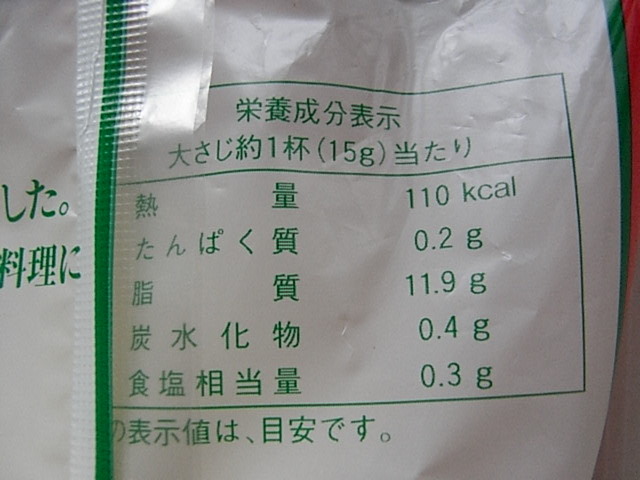 栄養成分表示
大さじ約1杯(15g)当たり
熱量 110 kcal
たんぱく質 0.2 g
脂質 11.9 g
炭水化物 0.4 g
食塩相当量 0.3 g
の表示値は、目安です。
した。
料理に